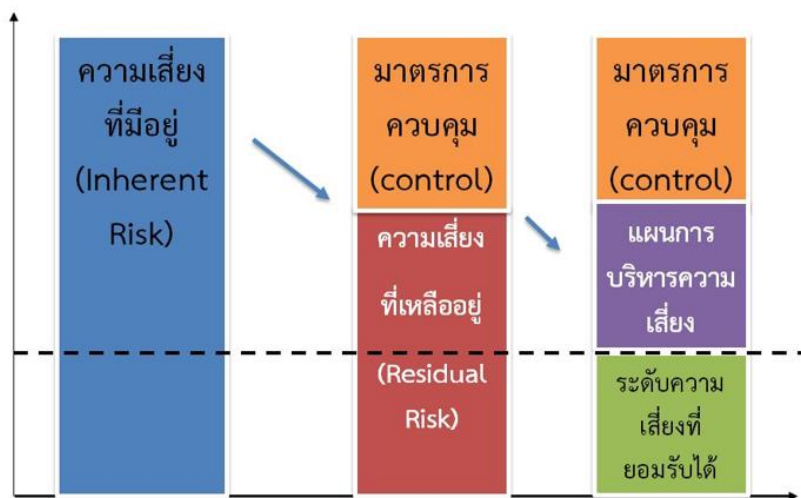 ความเสี่ยง
ที่มีอยู่
(Inherent
Risk)
มาตรการ
ควบคุม
(control)
ความเสี่ยง
ที่เหลืออยู่
(Residual
Risk)
มาตรการ
ควบคุม
(control)
แผนการ
บริหารความ
เสี่ยง
ระดับความ
เสี่ยงที่
ยอมรับได้